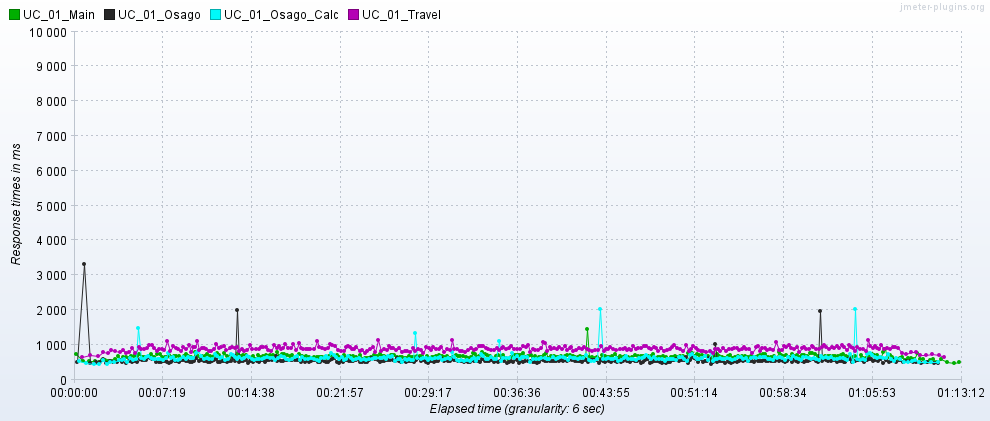 UC_01_Main UC_01_Osago UC_01_Osago_Calc UC_01_Travel
jmeter-plugins.org
10 000
9 000
8 000
7 000
6 000
5 000
4 000
3 000
2 000
1 000
0
Response times in ms
00:00:00 00:07:19 00:14:38 00:21:57 00:29:17 00:36:36 00:43:55 00:51:14 00:58:34 01:05:53 01:13:12
Elapsed time (granularity: 6 sec)